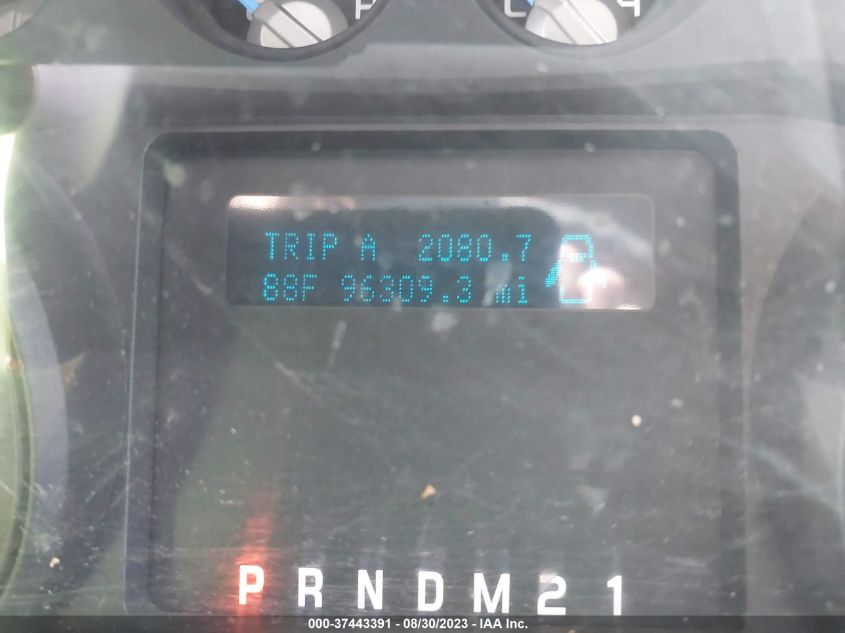 H C H
TRIP A 2080.7
88F 96309.3 mi
P R N D M 2 1
000-37443391 - 08/30/2023 - IAA Inc.